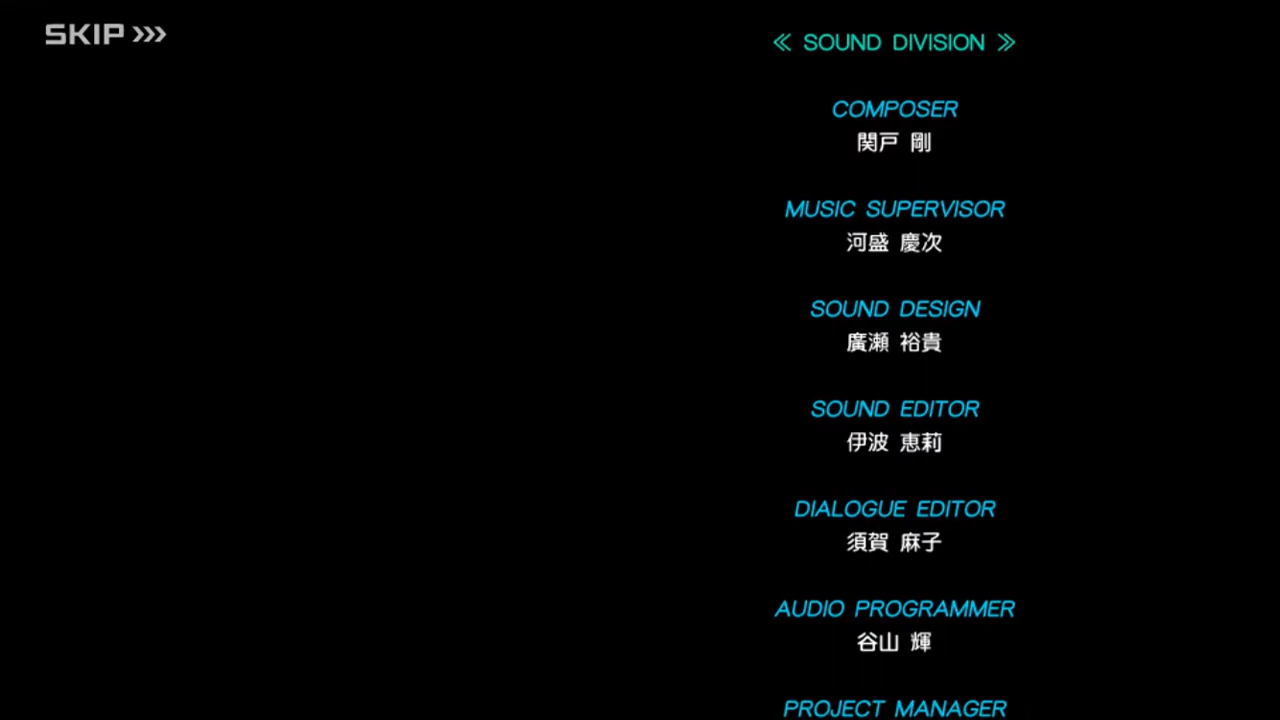 SKIP >>>
≪ SOUND DIVISION ≫
COMPOSER
関戸 剛
MUSIC SUPERVISOR
河盛 慶次
SOUND DESIGN
廣瀬 裕貴
SOUND EDITOR
伊波 恵莉
DIALOGUE EDITOR
須賀 麻子
AUDIO PROGRAMMER
谷山 輝
PROJECT MANAGER